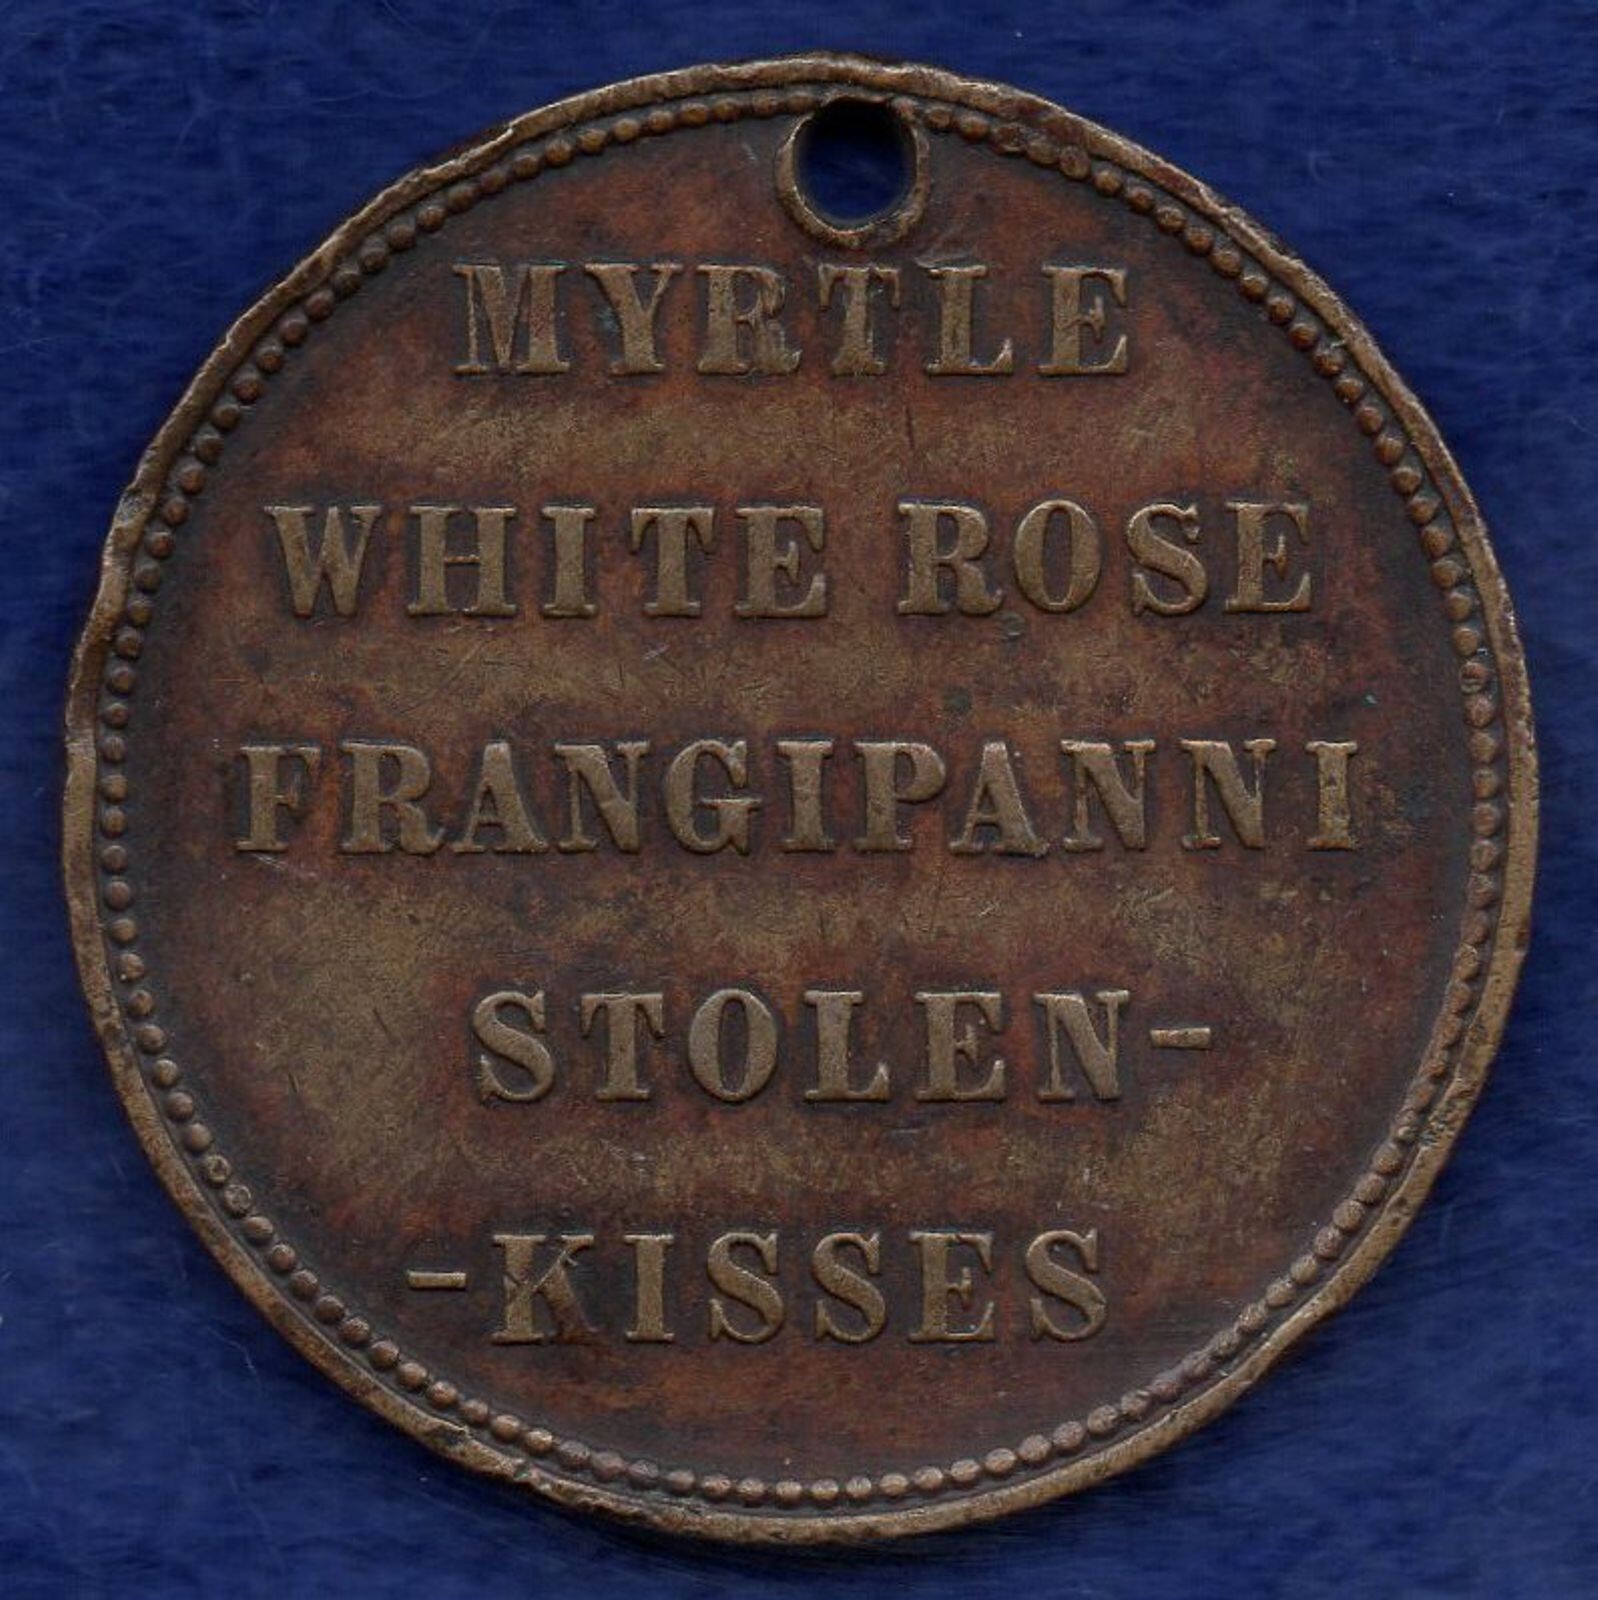 MYRTLE
WHITE ROSE
FRANGIPANNI
STOLEN-
-KISSES